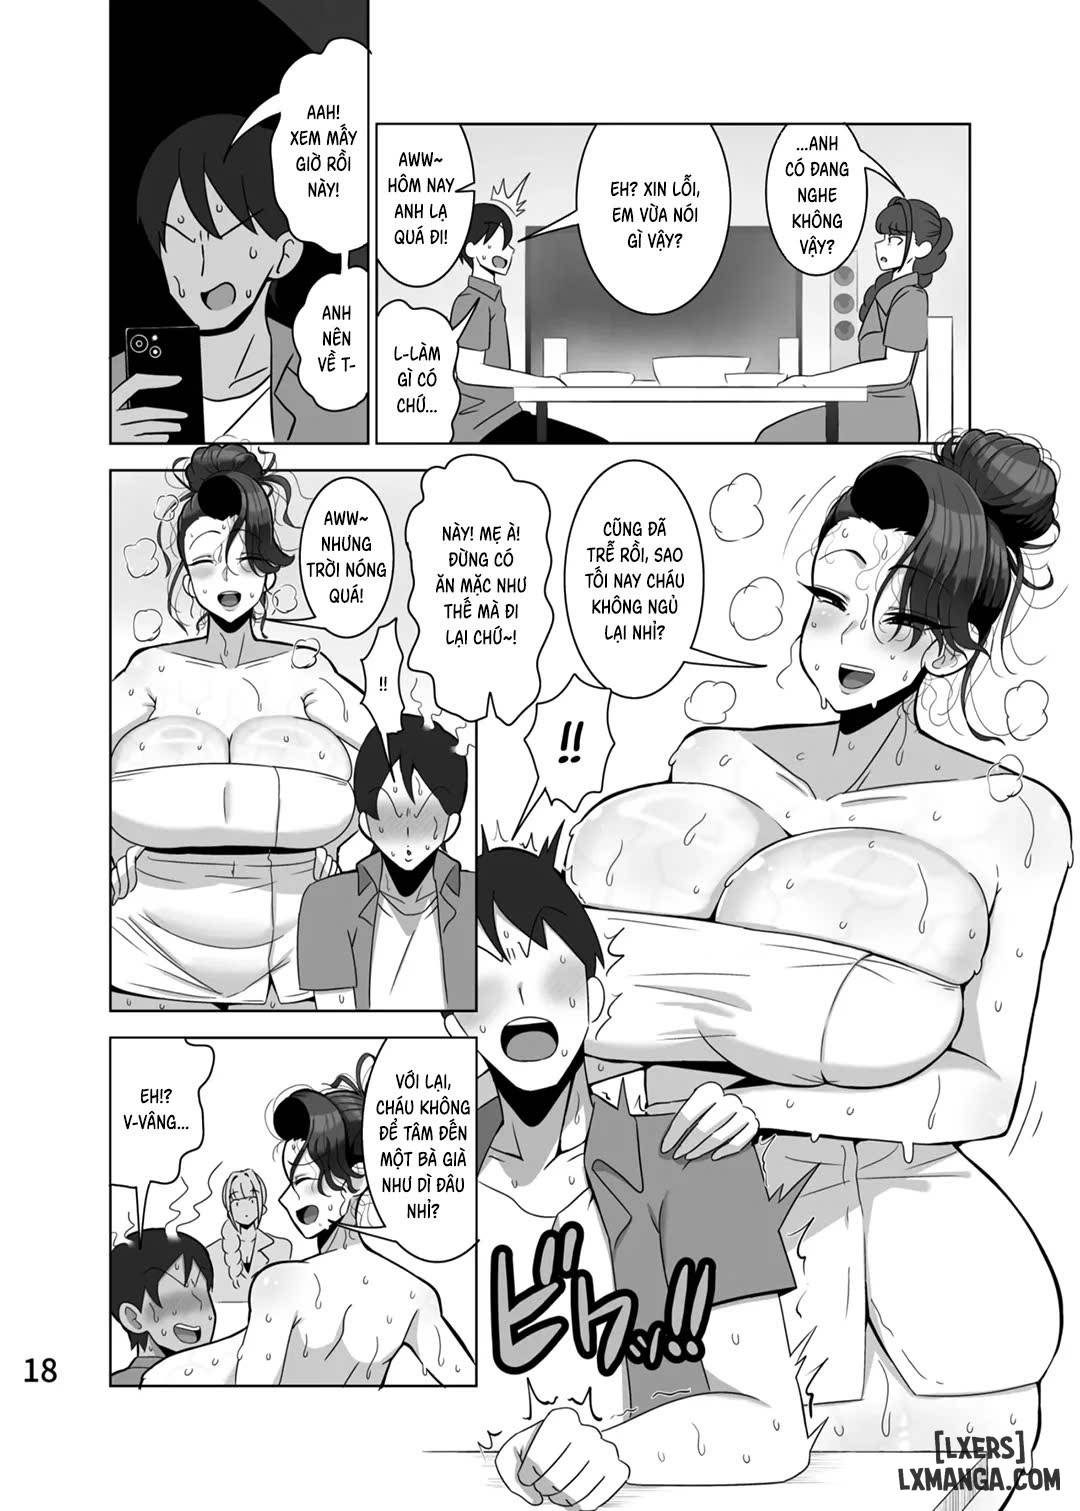 ...ANH
CÓ ĐANG
NGHE
KHÔNG
VẬY?
EH? XIN LỖI,
EM VỪA NÓI
GÌ VẬY?
AWW~
HÔM NAY
ANH LẠ
QUÁ ĐI!
L-LÀM
GÌ CÓ
CHỨ...
AAH!
XEM MẤY
GIỜ RỒI
NÀY!
ANH
NÊN
VỀ T-
CŨNG ĐÃ
TRỄ RỒI, SAO
TỐI NAY CHÁU
KHÔNG NGỦ
LẠI NHỈ?
!!
NÀY! MẸ À!
ĐỪNG CÓ
ĂN MẶC NHƯ
THẾ MÀ ĐI
LẠI CHỨ~!
AWW~
NHƯNG
TRỜI NÓNG
QUÁ!
!!
VỚI LẠI,
CHÁU KHÔNG
ĐỂ TÂM ĐẾN
MỘT BÀ GIÀ
NHƯ DÌ ĐÂU
NHỈ?
EH!?
V-VÂNG...
ビクッ!!
18
[LXERS]
LXMANGA.COM